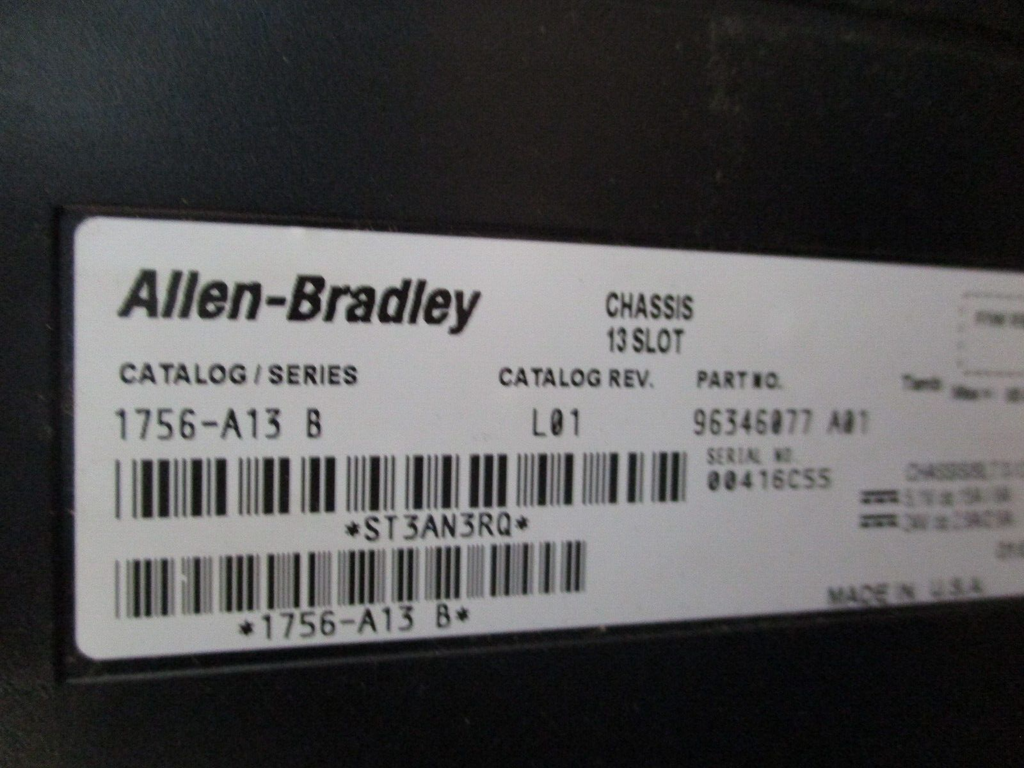 Allen-Bradley
CHASSIS
13 SLOT
CATALOG / SERIES
CATALOG REV.
PART NO.
1756-A13 B
L01
96346077 A01
SERIAL NO.
00416C55
*ST3AN3RQ*
*1756-A13 B*
MADE IN U.S.A.